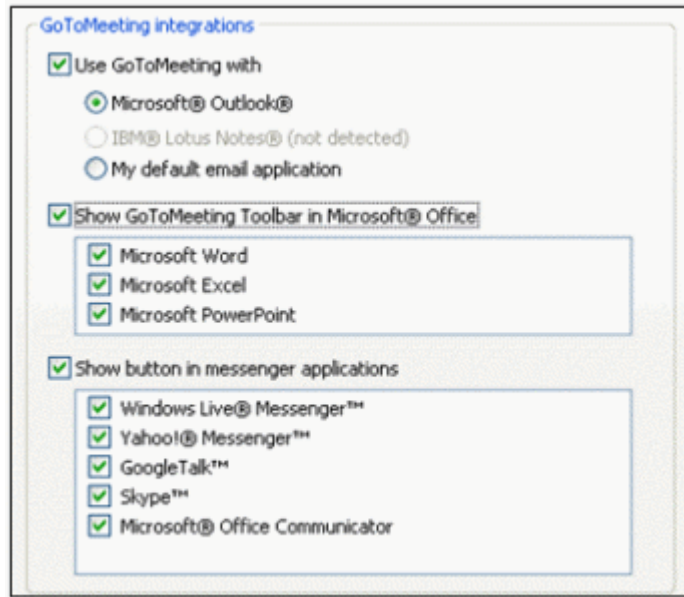 GoToMeeting integrations
Use GoToMeeting with
Microsoft® Outlook®
IBM® Lotus Notes® (not detected)
My default email application
Show GoToMeeting Toolbar in Microsoft® Office
Microsoft Word
Microsoft Excel
Microsoft PowerPoint
Show button in messenger applications
Windows Live® Messenger™
Yahoo!® Messenger™
GoogleTalk™
Skype™
Microsoft® Office Communicator